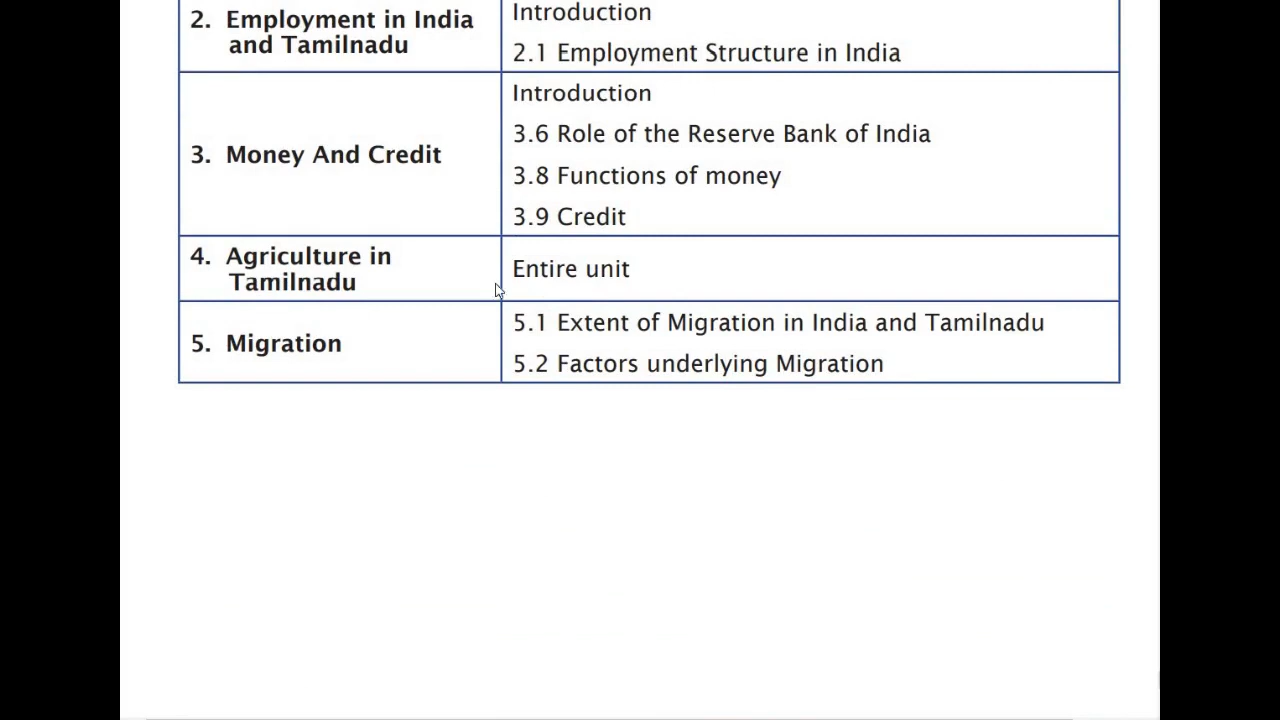 2. Employment in India
and Tamilnadu
Introduction
2.1 Employment Structure in India
3. Money And Credit
Introduction
3.6 Role of the Reserve Bank of India
3.8 Functions of money
3.9 Credit
4. Agriculture in
Tamilnadu
Entire unit
5. Migration
5.1 Extent of Migration in India and Tamilnadu
5.2 Factors underlying Migration